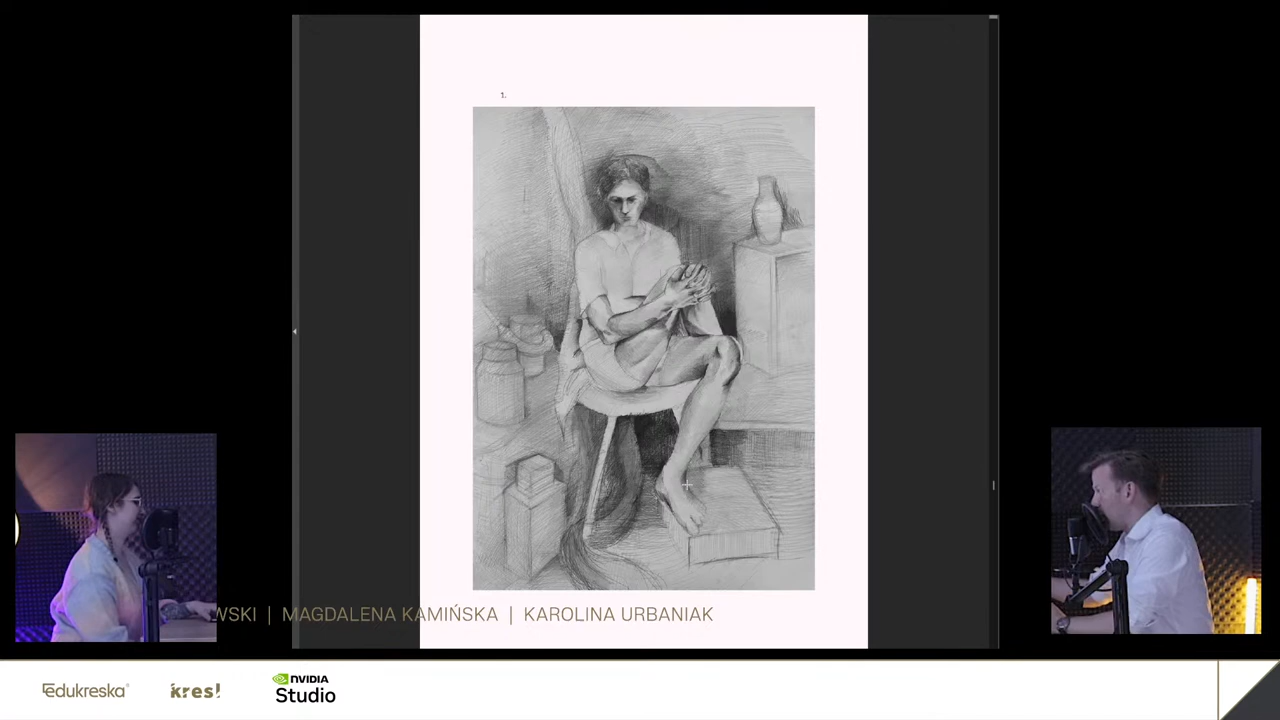 1.
WSKI | MAGDALENA KAMIŃSKA | KAROLINA URBANIAK
Edukreska®
kres!
NVIDIA
Studio